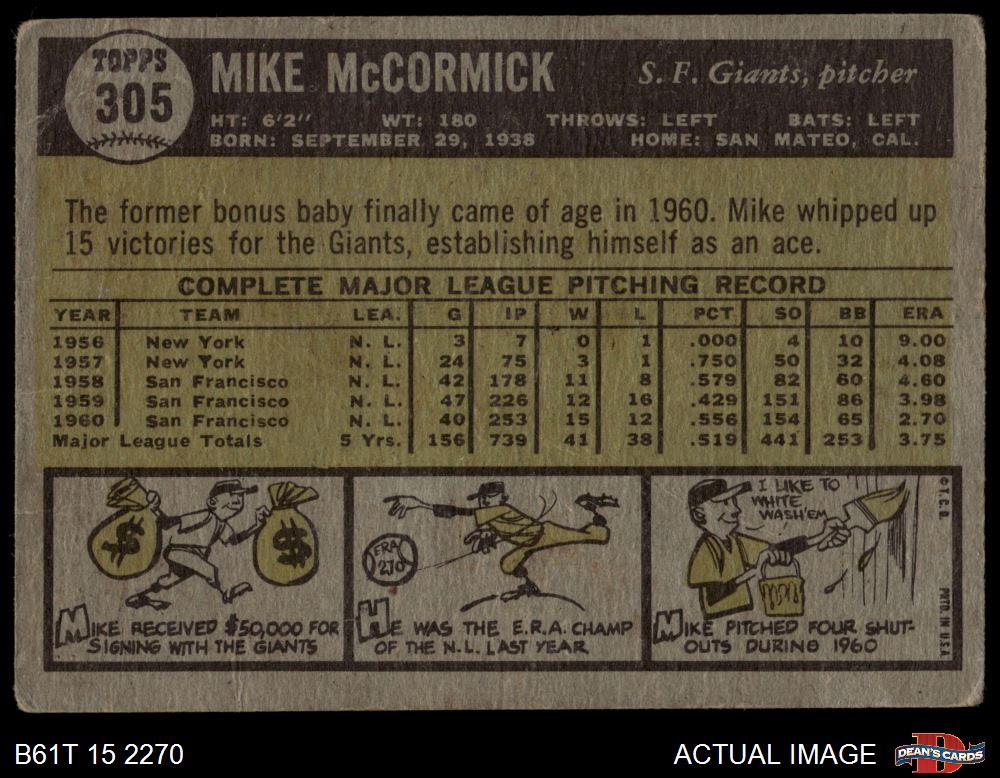 TOPPS
305
MIKE McCORMICK
S. F. Giants, pitcher
HT: 6'2" WT: 180 THROWS: LEFT BATS: LEFT
BORN: SEPTEMBER 29, 1938 HOME: SAN MATEO, CAL.
The former bonus baby finally came of age in 1960. Mike whipped up
15 victories for the Giants, establishing himself as an ace.
COMPLETE MAJOR LEAGUE PITCHING RECORD
YEAR TEAM LEA. G IP W L PCT SO BB ERA
1956 New York N. L. 3 7 0 1 .000 4 10 9.00
1957 New York N. L. 24 75 3 1 .750 50 32 4.08
1958 San Francisco N. L. 42 178 11 8 .579 82 60 4.60
1959 San Francisco N. L. 47 226 12 16 .429 151 86 3.98
1960 San Francisco N. L. 40 253 15 12 .556 154 65 2.70
Major League Totals 5 Yrs. 156 739 41 38 .519 441 253 3.75
$ $
MIKE RECEIVED $50,000 FOR
SIGNING WITH THE GIANTS
ERA
2.70
HE WAS THE E.R.A. CHAMP
OF THE N.L. LAST YEAR
I LIKE TO
WHITE
WASH'EM
MIKE PITCHED FOUR SHUT-
OUTS DURING 1960
© T.C.G.
PRTD. IN U.S.A.
B61T 15 2270
ACTUAL IMAGE
D
DEAN'S CARDS